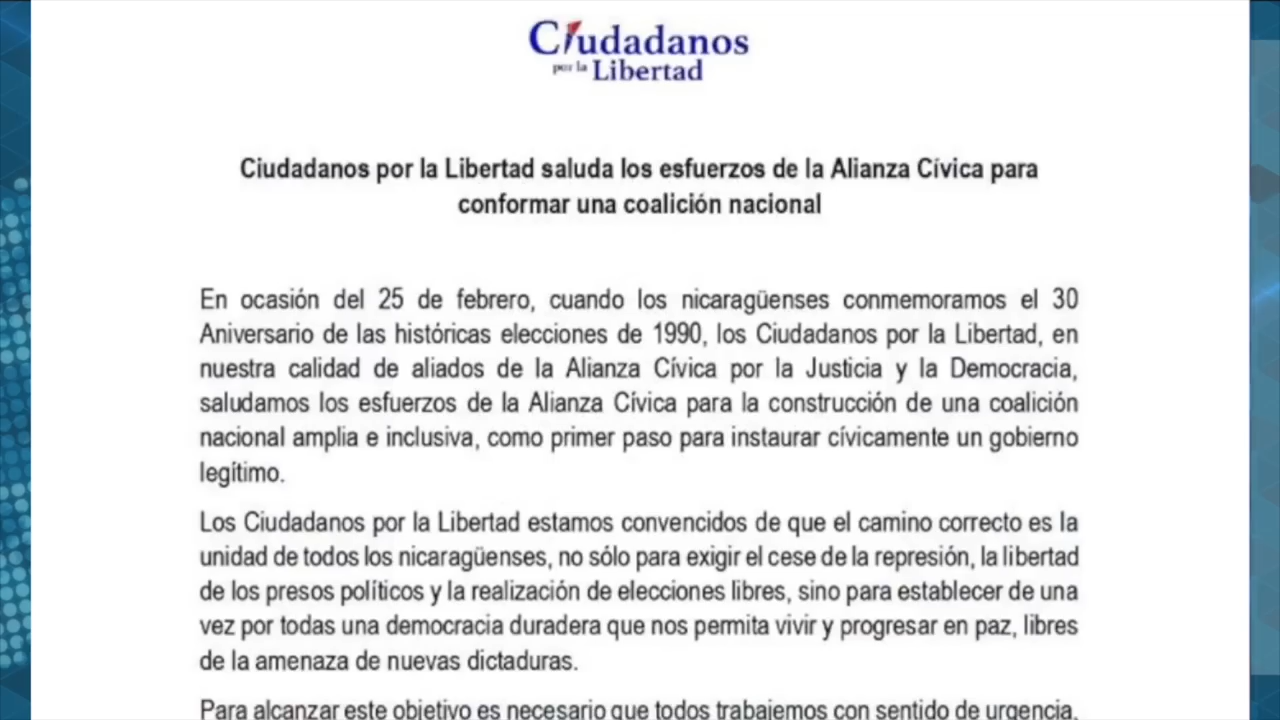 Ciudadanos
por la Libertad
Ciudadanos por la Libertad saluda los esfuerzos de la Alianza Cívica para
conformar una coalición nacional
En ocasión del 25 de febrero, cuando los nicaragüenses conmemoramos el 30
Aniversario de las históricas elecciones de 1990, los Ciudadanos por la Libertad, en
nuestra calidad de aliados de la Alianza Cívica por la Justicia y la Democracia,
saludamos los esfuerzos de la Alianza Cívica para la construcción de una coalición
nacional amplia e inclusiva, como primer paso para instaurar cívicamente un gobierno
legítimo.
Los Ciudadanos por la Libertad estamos convencidos de que el camino correcto es la
unidad de todos los nicaragüenses, no sólo para exigir el cese de la represión, la libertad
de los presos políticos y la realización de elecciones libres, sino para establecer de una
vez por todas una democracia duradera que nos permita vivir y progresar en paz, libres
de la amenaza de nuevas dictaduras.
Para alcanzar este objetivo es necesario que todos trabajemos con sentido de urgencia,